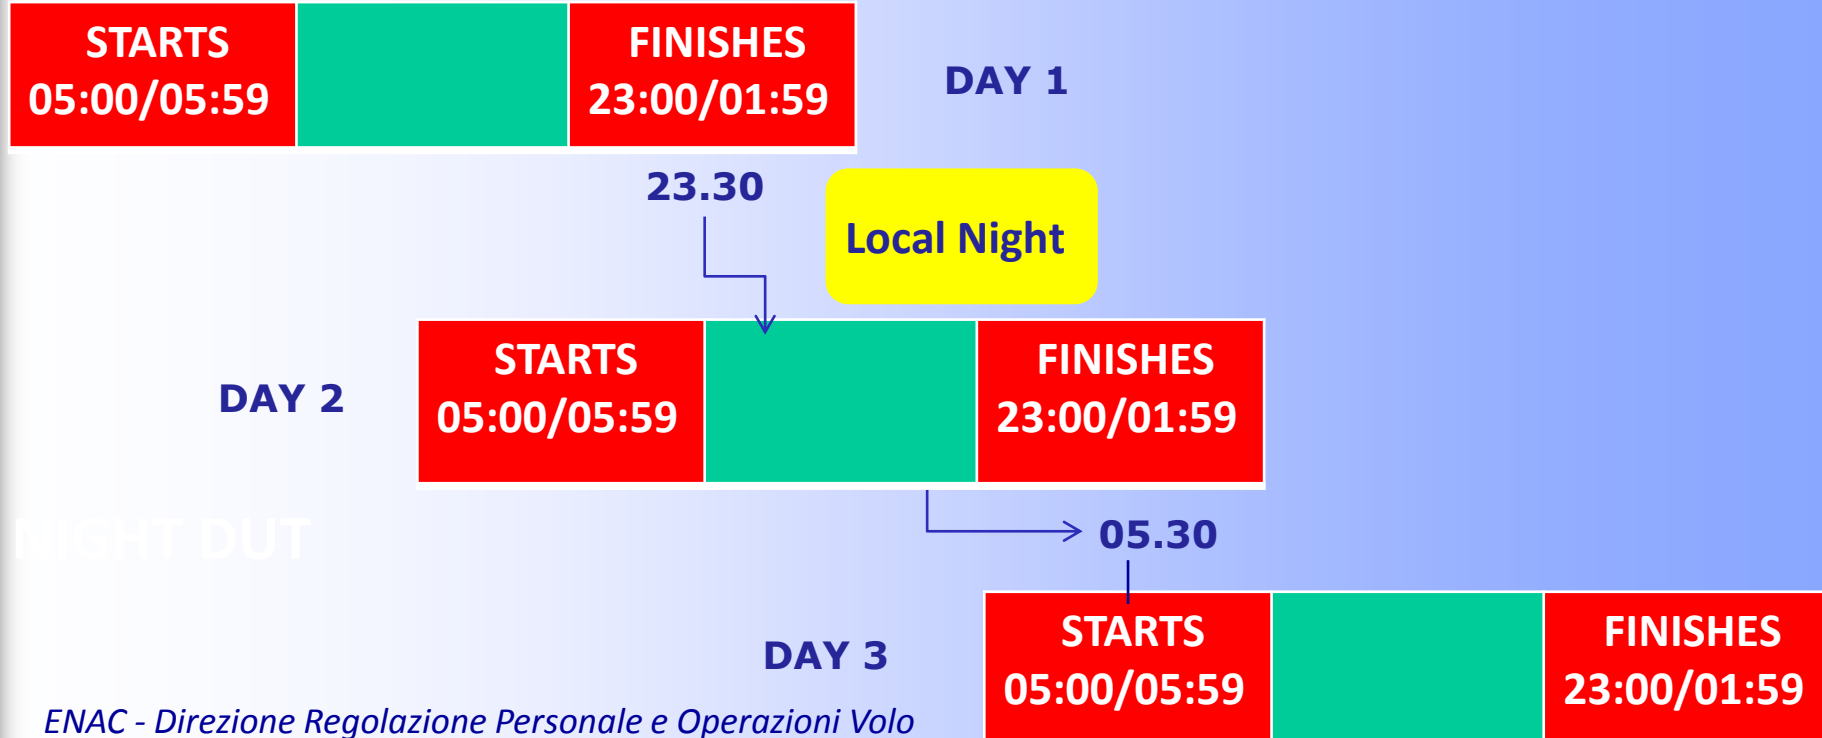 STARTS
05:00/05:59
FINISHES
23:00/01:59
DAY 1
23.30
Local Night
DAY 2
STARTS
05:00/05:59
FINISHES
23:00/01:59
NIGHT DUT
05.30
DAY 3
STARTS
05:00/05:59
FINISHES
23:00/01:59
ENAC - Direzione Regolazione Personale e Operazioni Volo